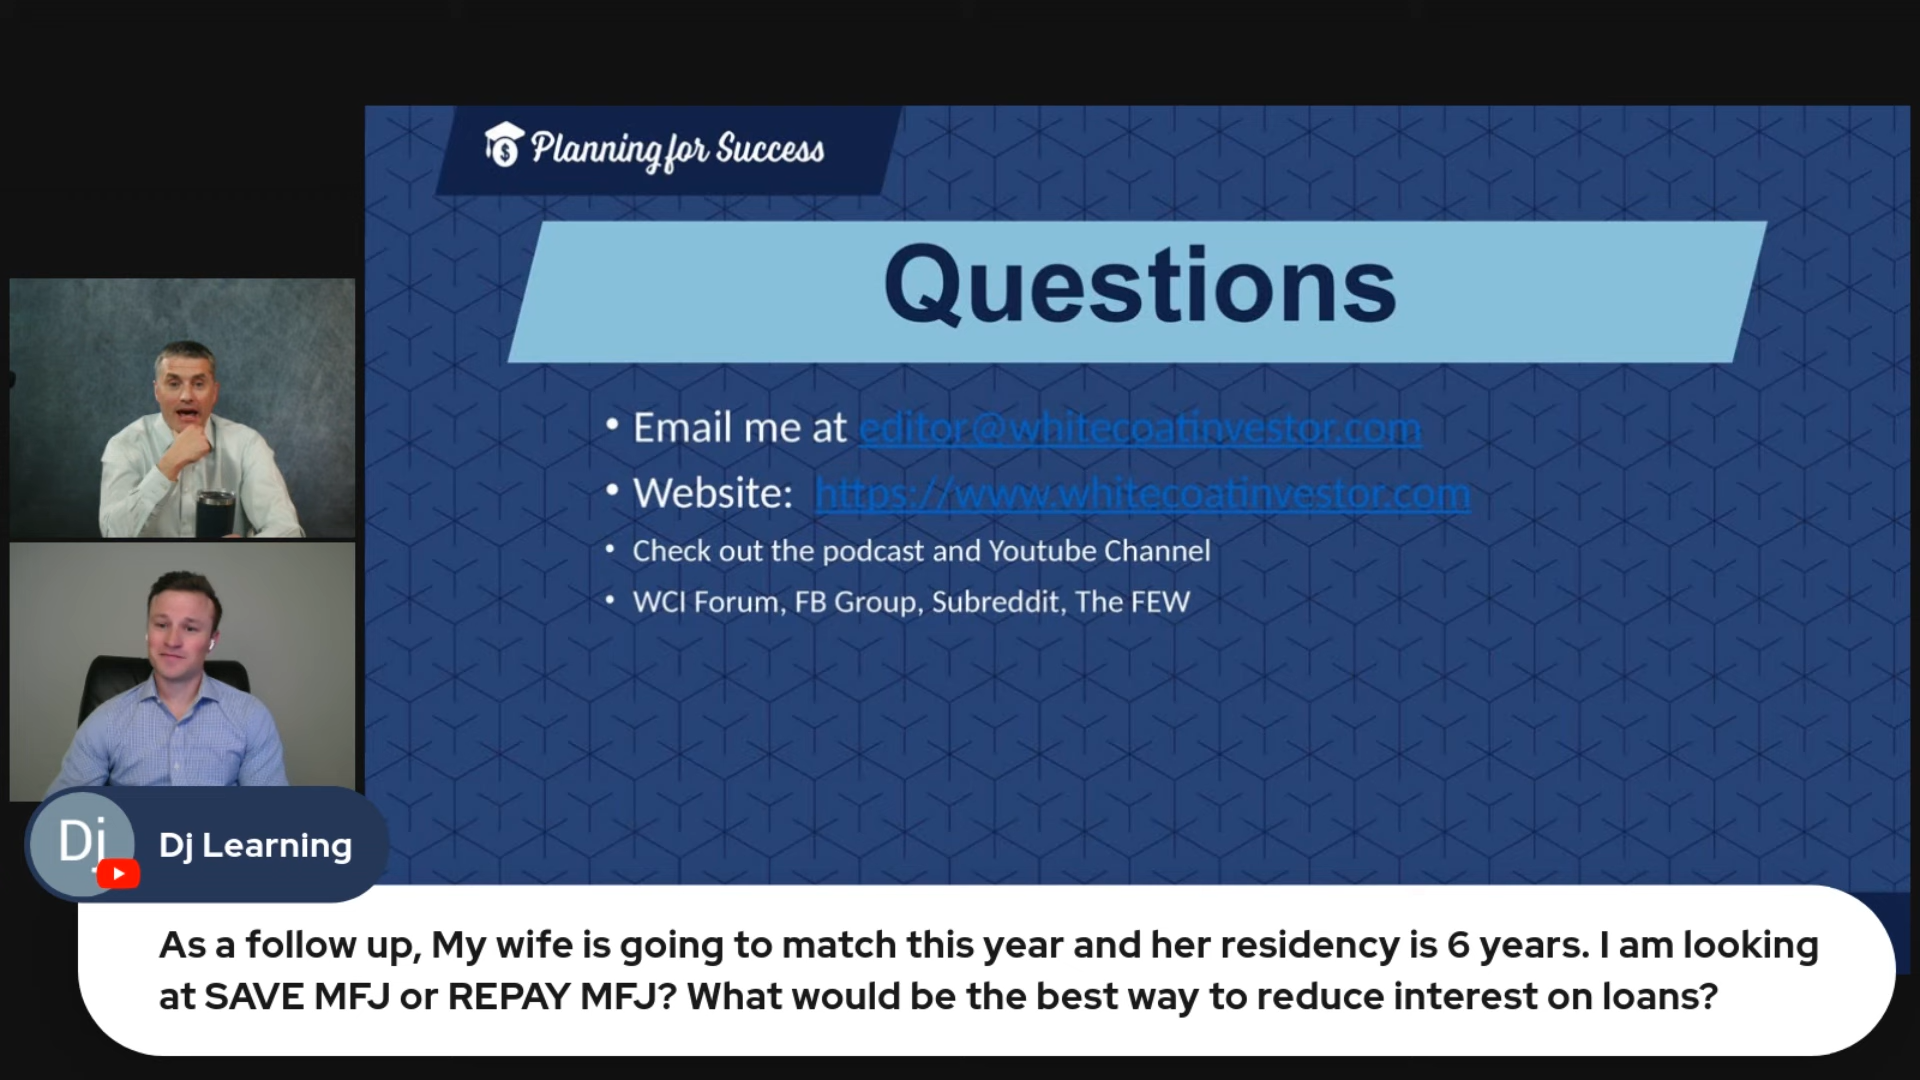 Planning for Success
Questions
• Email me at editor@whitecoatinvestor.com
• Website: https://www.whitecoatinvestor.com
• Check out the podcast and Youtube Channel
• WCI Forum, FB Group, Subreddit, The FEW
Dj
Dj Learning
As a follow up, My wife is going to match this year and her residency is 6 years. I am looking
at SAVE MFJ or REPAY MFJ? What would be the best way to reduce interest on loans?